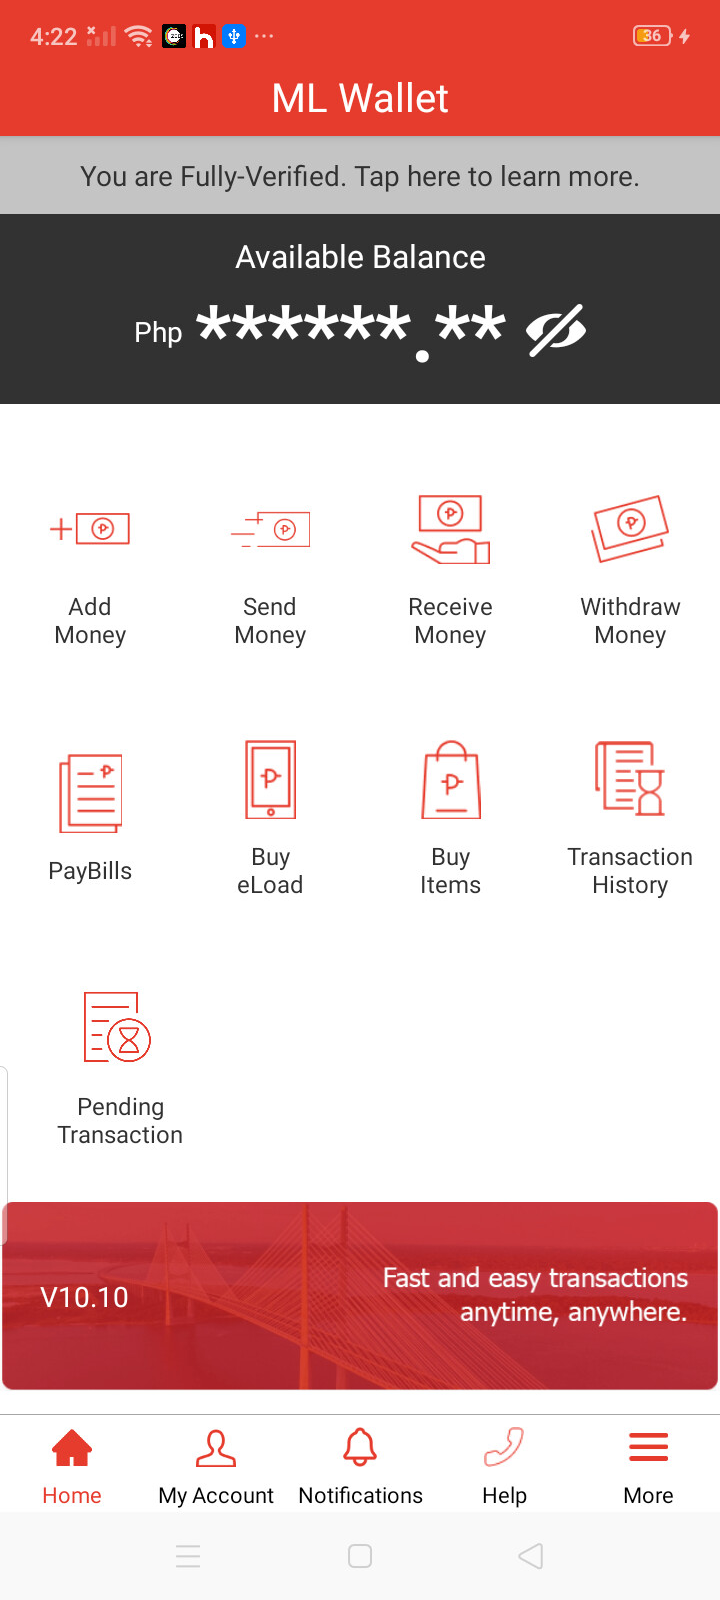 4:22
36
ML Wallet
You are Fully-Verified. Tap here to learn more.
Available Balance
Php ******.**
Add
Money
Send
Money
Receive
Money
Withdraw
Money
PayBills
Buy
eLoad
Buy
Items
Transaction
History
Pending
Transaction
V10.10
Fast and easy transactions
anytime, anywhere.
Home
My Account
Notifications
Help
More